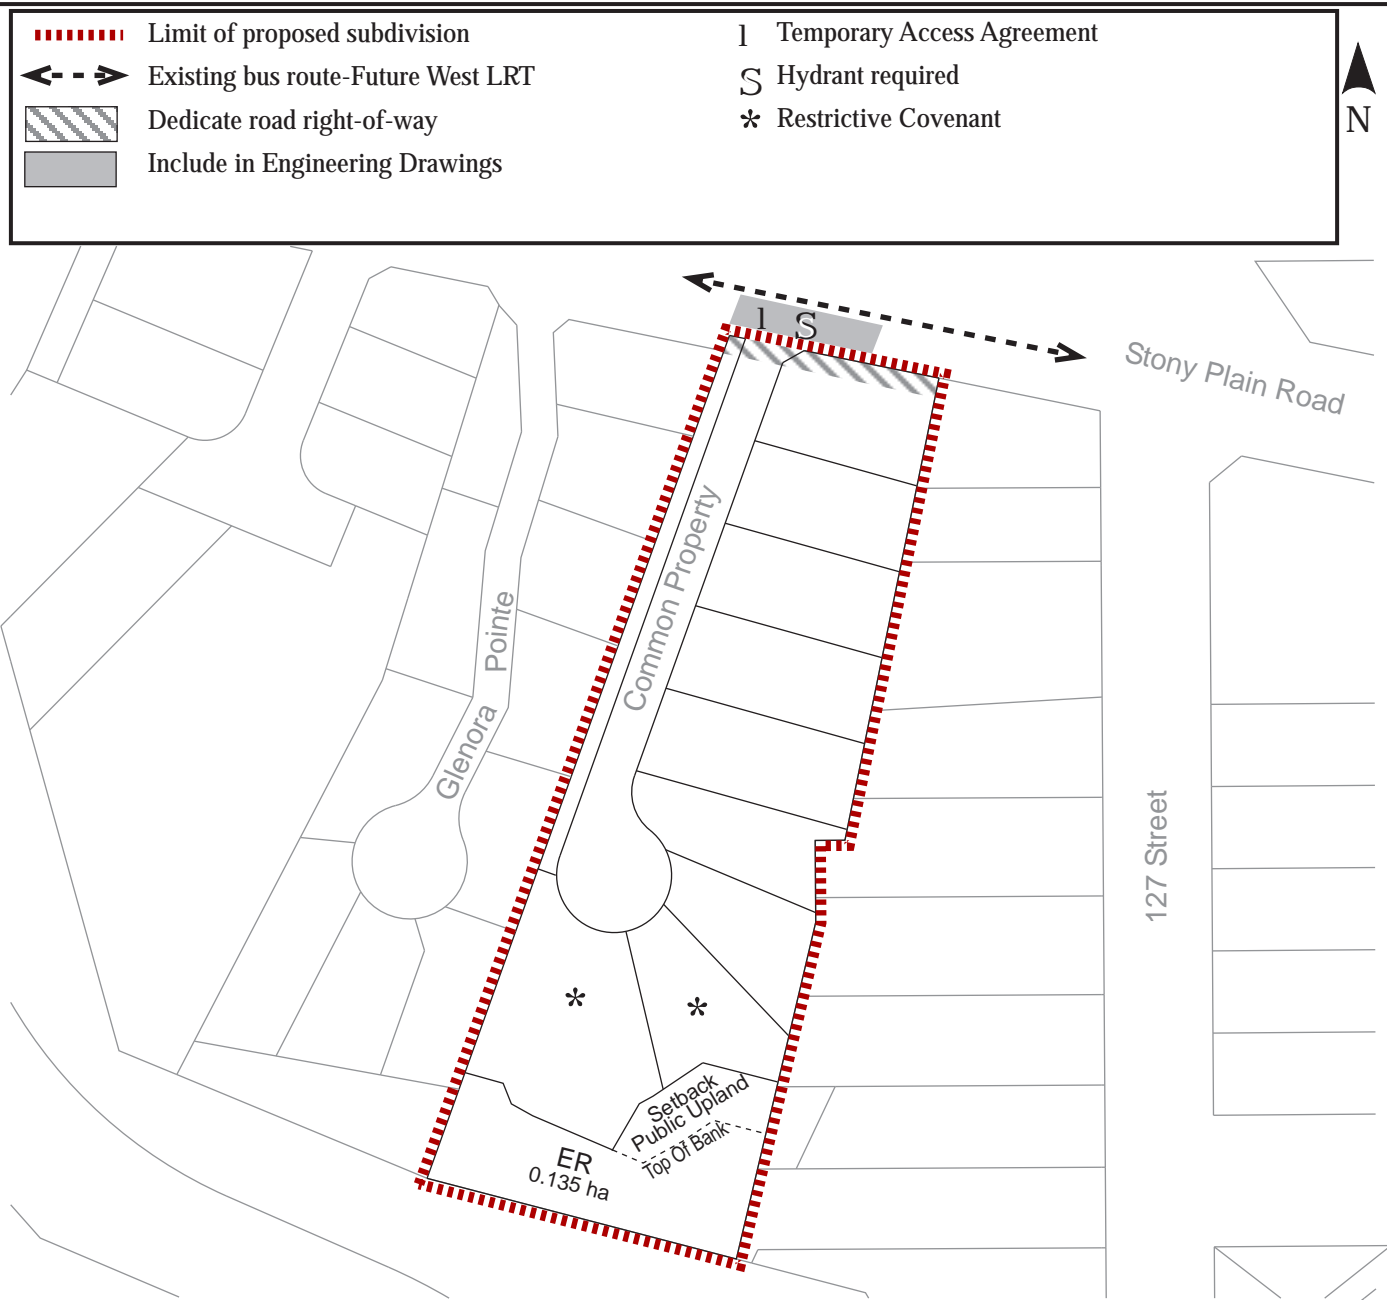 Limit of proposed subdivision
Existing bus route-Future West LRT
Dedicate road right-of-way
Include in Engineering Drawings
l Temporary Access Agreement
S Hydrant required
* Restrictive Covenant
N
l S
Stony Plain Road
Common Property
Glenora Pointe
127 Street
*
*
Setback
Public Upland
Top Of Bank
ER
0.135 ha